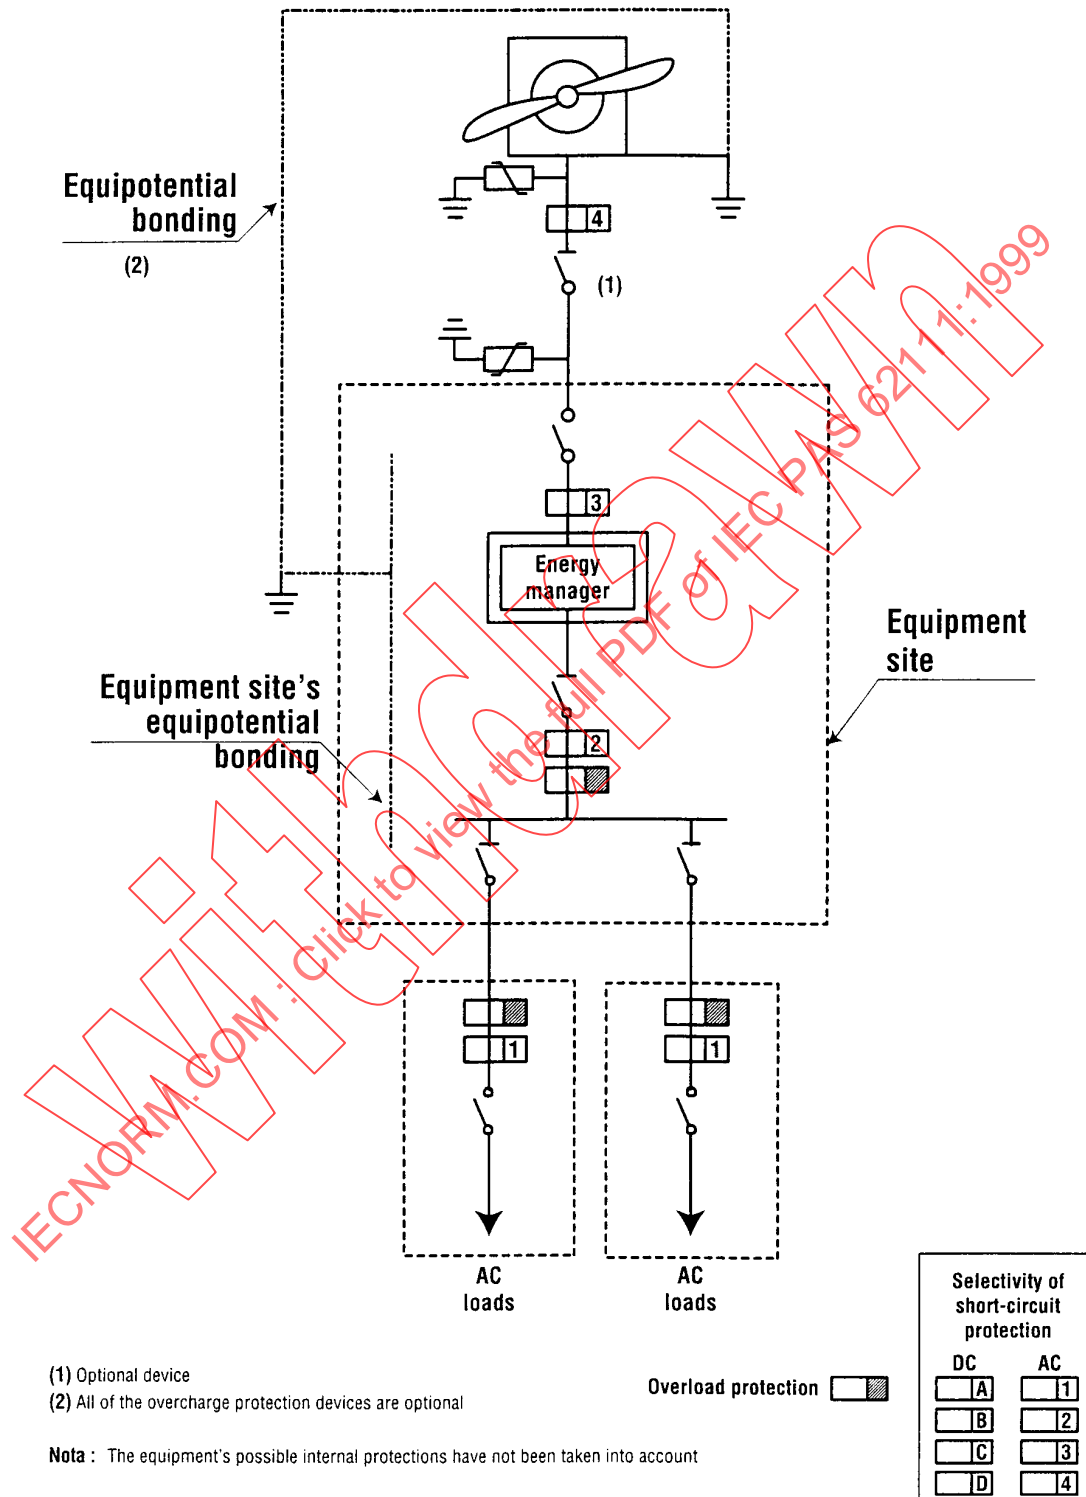 Equipotential
bonding
(2)
4
(1)
3
Energy
manager
Equipment
site
Equipment site's
equipotential
bonding
2
1
1
AC
loads
AC
loads
Selectivity of
short-circuit
protection
DC AC
A 1
B 2
C 3
D 4
(1) Optional device
(2) All of the overcharge protection devices are optional
Overload protection
Nota : The equipment's possible internal protections have not been taken into account
withdrawn
IECNORM.COM : Click to view the full PDF of IEC PAS 62111:1999